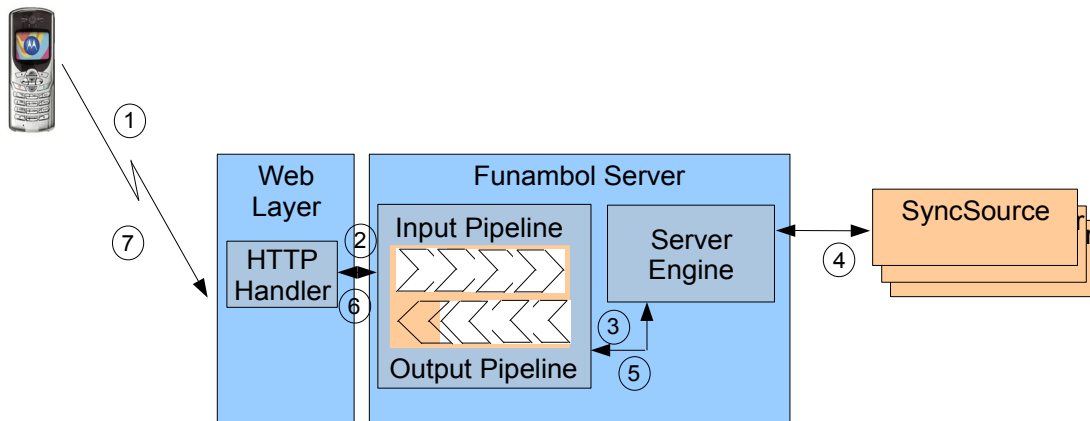 1
7
Web
Layer
HTTP
Handler
2
6
Funambol Server
Input Pipeline
Output Pipeline
Server
Engine
3
5
4
SyncSource